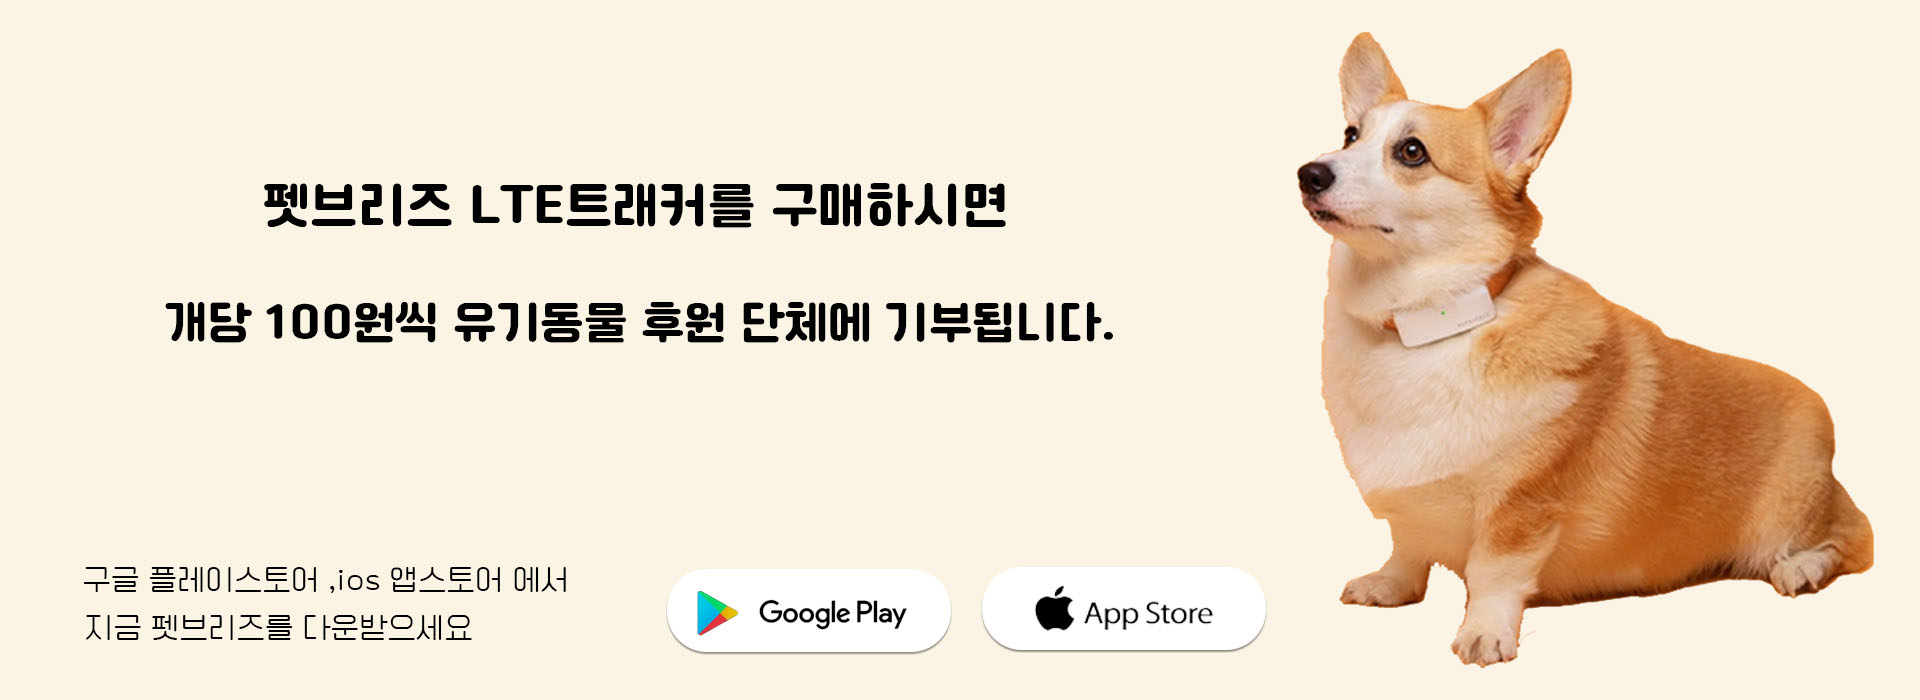 펫브리즈 LTE트래커를 구매하시면
개당 100원씩 유기동물 후원 단체에 기부됩니다.
구글 플레이스토어 ,ios 앱스토어 에서
지금 펫브리즈를 다운받으세요
Google Play
App Store